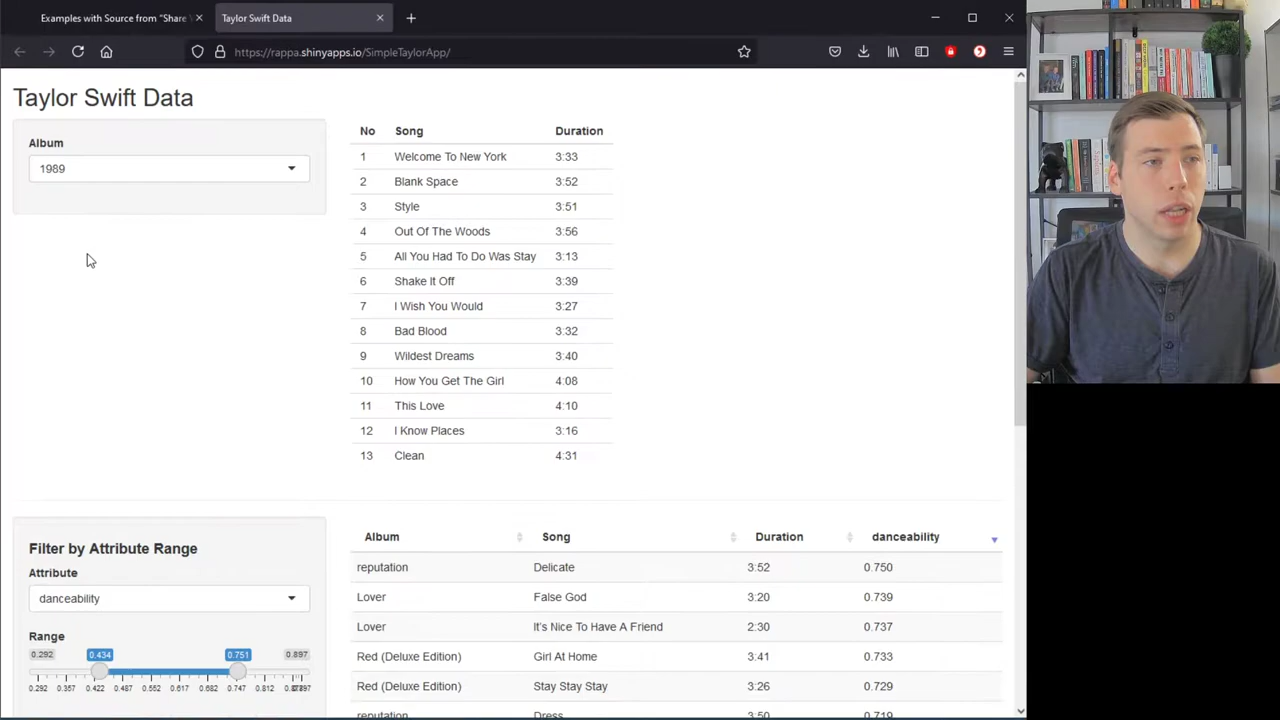 Examples with Source from "Share
Taylor Swift Data
https://rappa.shinyapps.io/SimpleTaylorApp/
Taylor Swift Data
Album
1989
No Song Duration
1 Welcome To New York 3:33
2 Blank Space 3:52
3 Style 3:51
4 Out Of The Woods 3:56
5 All You Had To Do Was Stay 3:13
6 Shake It Off 3:39
7 I Wish You Would 3:27
8 Bad Blood 3:32
9 Wildest Dreams 3:40
10 How You Get The Girl 4:08
11 This Love 4:10
12 I Know Places 3:16
13 Clean 4:31
Filter by Attribute Range
Attribute
danceability
Range
0.292 0.434 0.751 0.897
0.292 0.357 0.422 0.487 0.552 0.617 0.682 0.747 0.812
Album Song Duration danceability
reputation Delicate 3:52 0.750
Lover False God 3:20 0.739
Lover It's Nice To Have A Friend 2:30 0.737
Red (Deluxe Edition) Girl At Home 3:41 0.733
Red (Deluxe Edition) Stay Stay Stay 3:26 0.729
reputation Dress 3:50 0.719